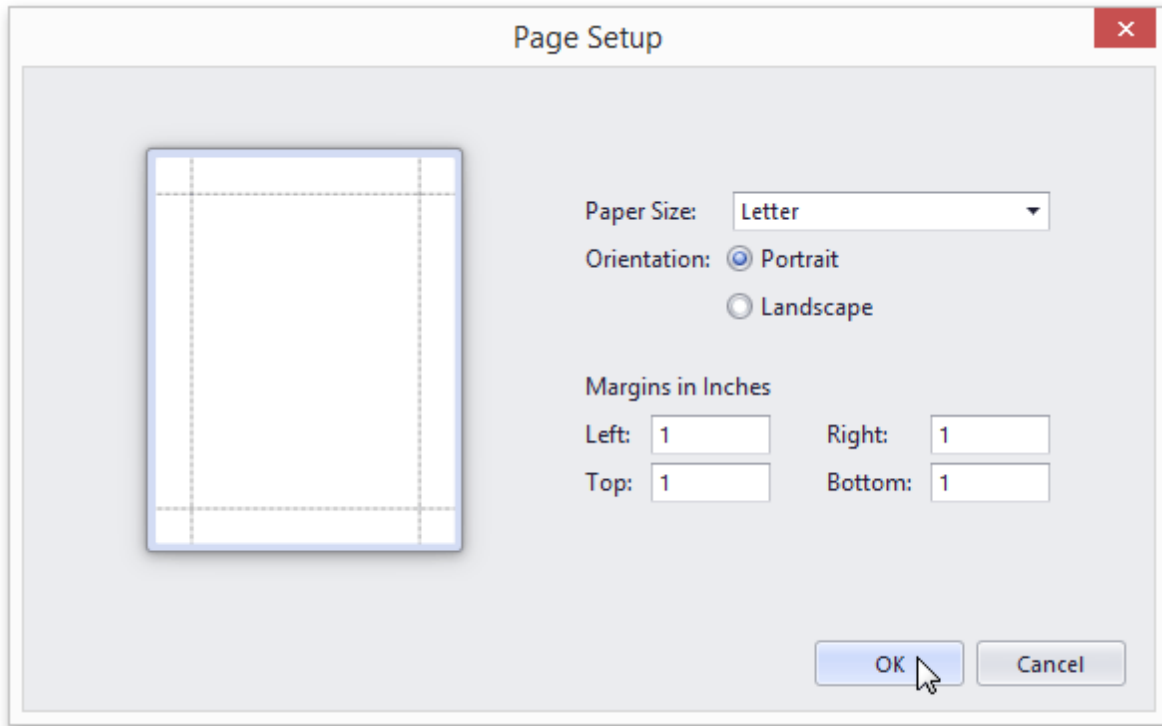 Page Setup
Paper Size: Letter
Orientation: Portrait
Landscape
Margins in Inches
Left: 1 Right: 1
Top: 1 Bottom: 1
OK Cancel